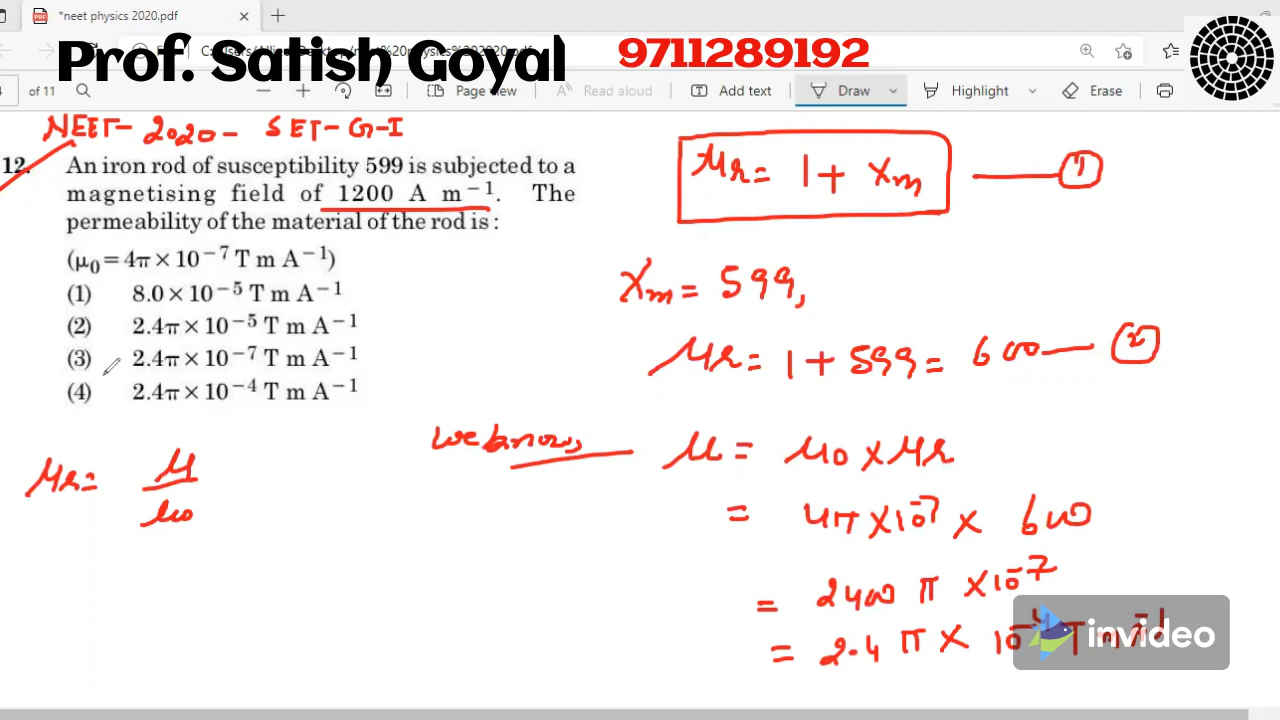 *neet physics 2020.pdf
Prof. Satish Goyal
9711289192
of 11
Page view
Read aloud
Add text
Draw
Highlight
Erase
NEET- 2020- SET-G-I
12. An iron rod of susceptibility 599 is subjected to a
magnetising field of 1200 A m⁻¹. The
permeability of the material of the rod is :
(μ₀ = 4π × 10⁻⁷ T m A⁻¹)
(1) 8.0 × 10⁻⁵ T m A⁻¹
(2) 2.4π × 10⁻⁵ T m A⁻¹
(3) 2.4π × 10⁻⁷ T m A⁻¹
(4) 2.4π × 10⁻⁴ T m A⁻¹
μr = μ/μ0
μr = 1 + χm ——— ①
χm = 599,
μr = 1 + 599 = 600 — ②
we know,
μ = μ0 × μr
= 4π × 10⁻⁷ × 600
= 2400 π × 10⁻⁷
= 2.4 π × 10⁻⁴ T m
invideo